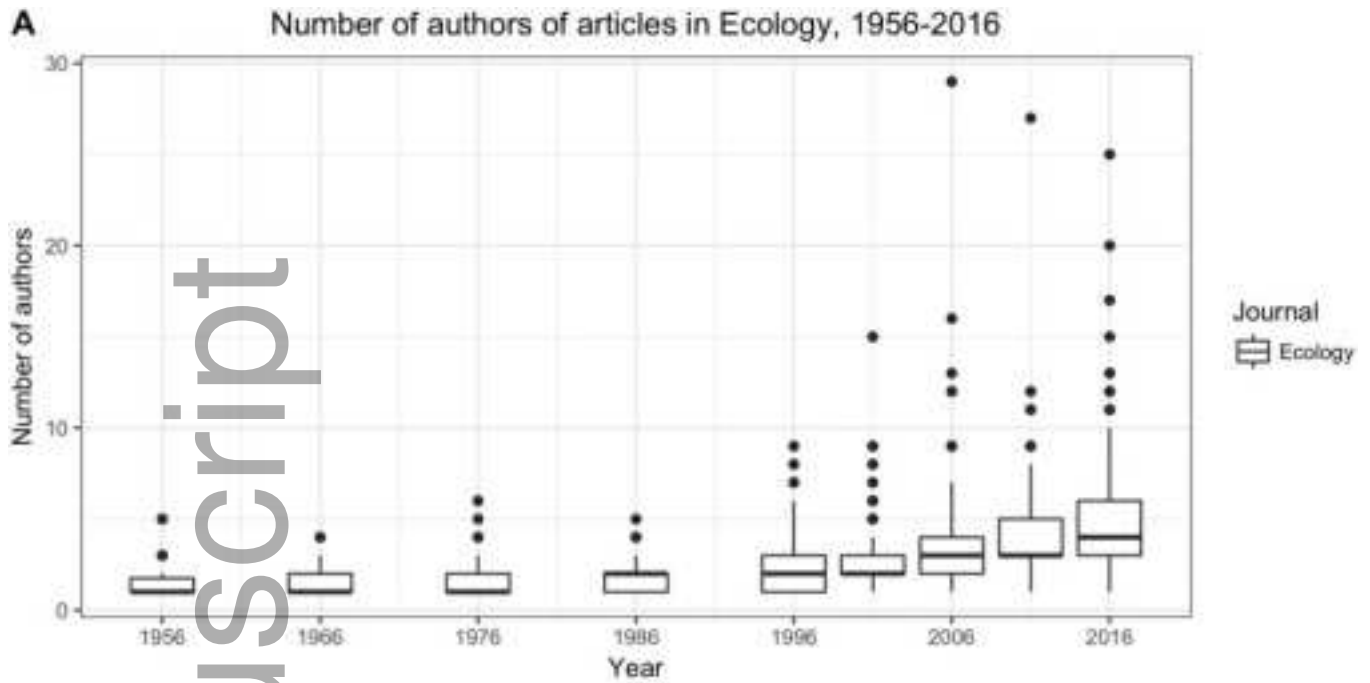 A
Number of authors of articles in Ecology, 1956-2016
30
20
10
0
Number of authors
1956
1966
1976
1986
1996
2006
2016
Year
Journal
Ecology
uscript